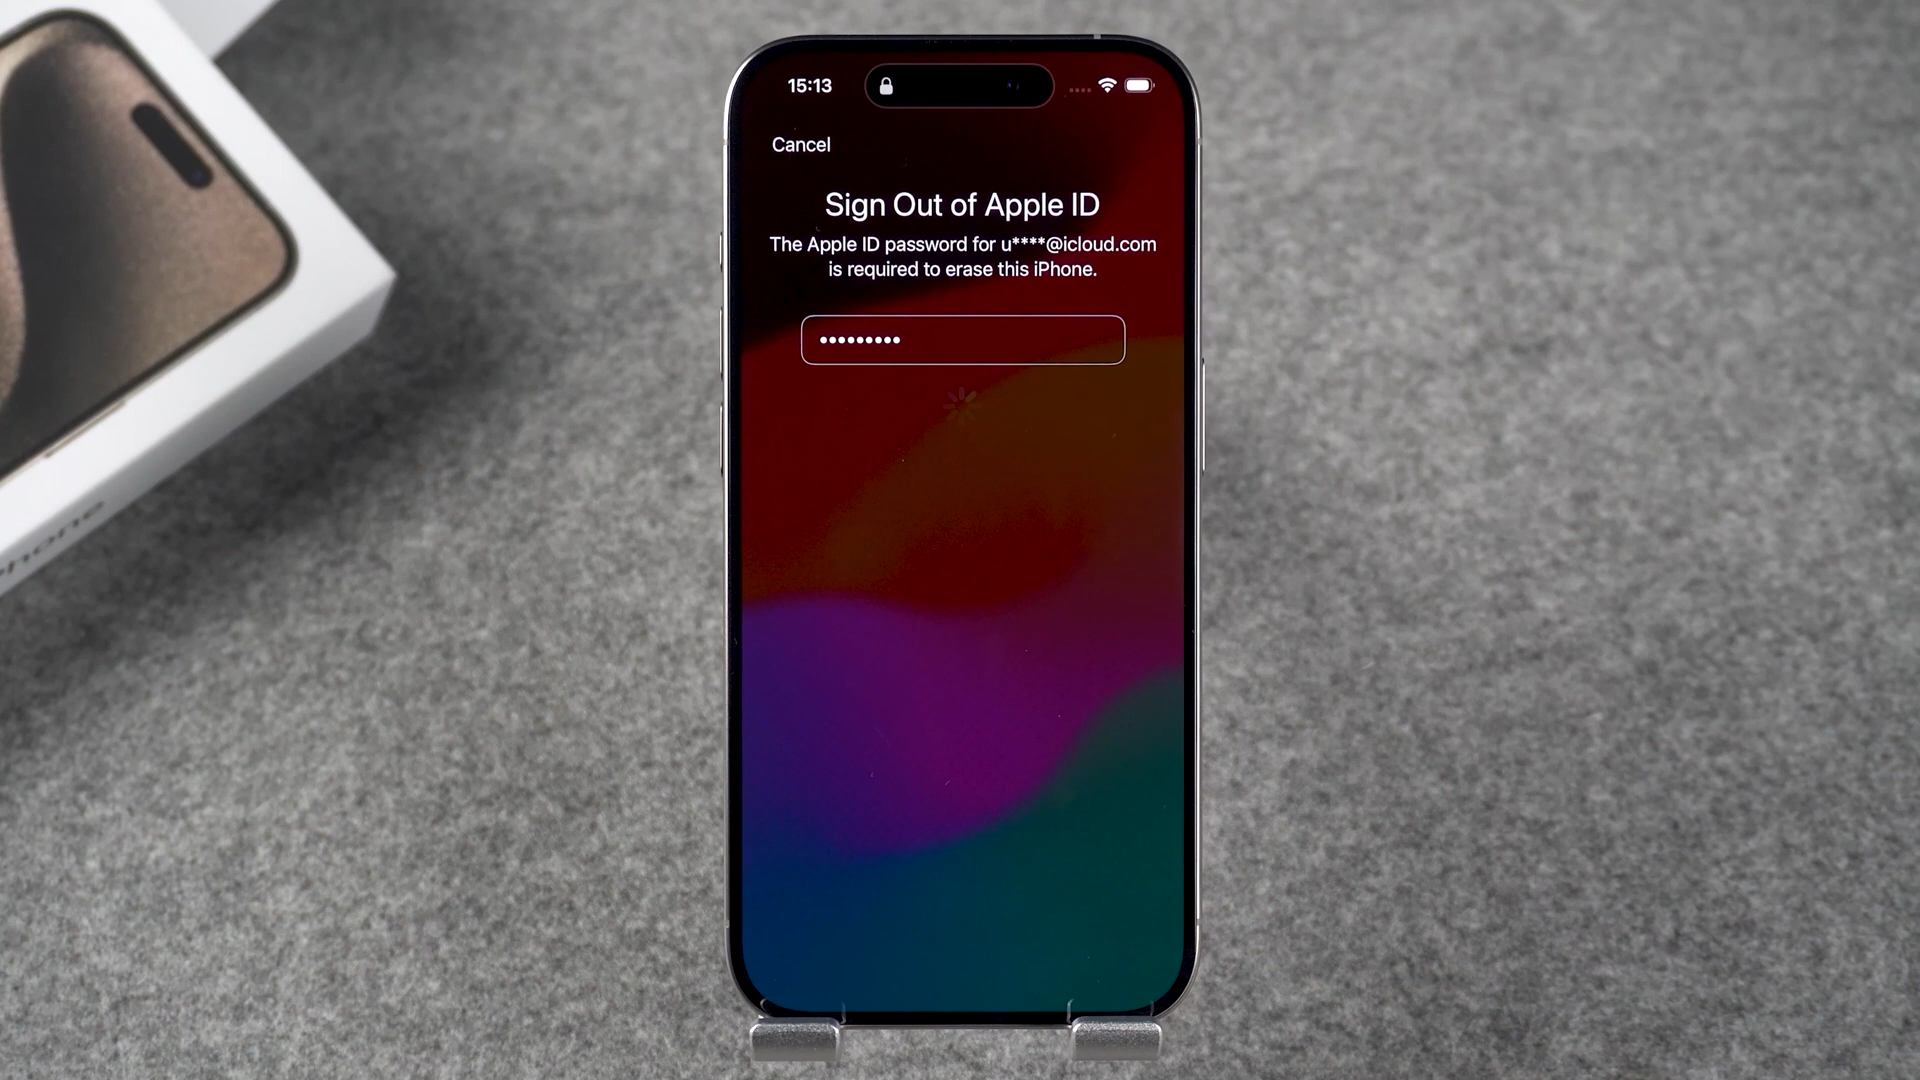 15:13
Cancel
Sign Out of Apple ID
The Apple ID password for u****@icloud.com
is required to erase this iPhone.
•••••••••